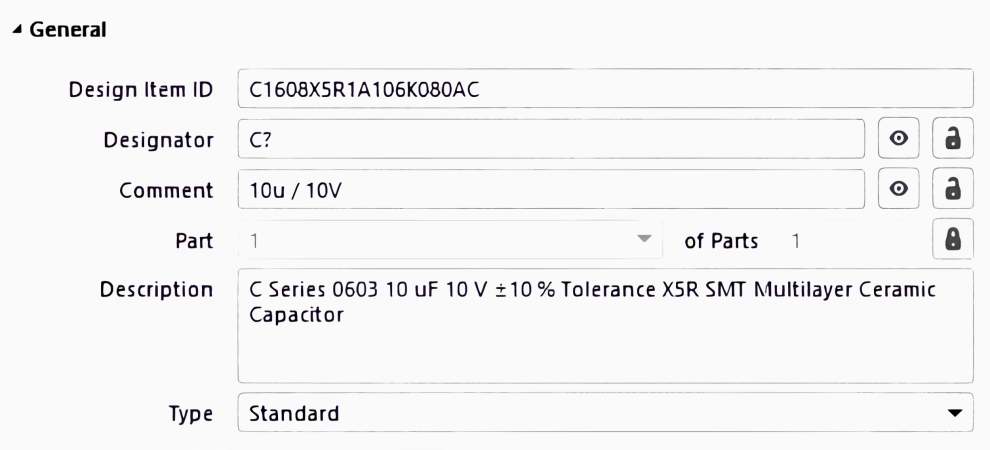 General
Design Item ID C1608X5R1A106K080AC
Designator C?
Comment 10u / 10V
Part 1 of Parts 1
Description C Series 0603 10 uF 10 V ±10 % Tolerance X5R SMT Multilayer Ceramic
Capacitor
Type Standard